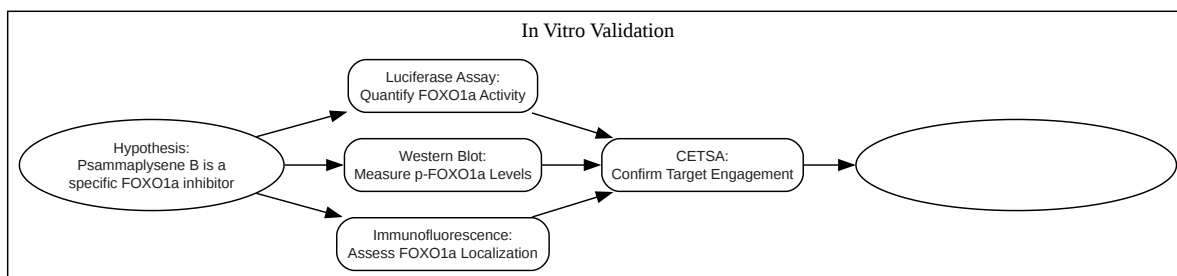 In Vitro Validation
Luciferase Assay:
Quantify FOXO1a Activity
Hypothesis:
Psammaplysene B is a
specific FOXO1a inhibitor
Western Blot:
Measure p-FOXO1a Levels
CETSA:
Confirm Target Engagement
Immunofluorescence:
Assess FOXO1a Localization